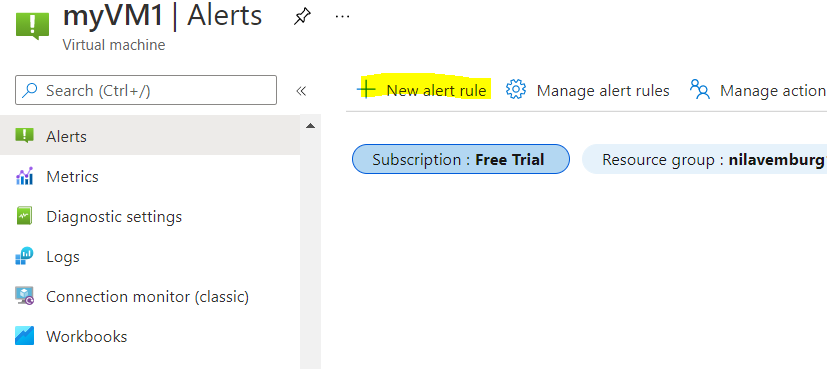 myVM1 | Alerts ...
Virtual machine
Search (Ctrl+/) «
New alert rule Manage alert rules Manage action
Alerts
Subscription : Free Trial Resource group : nilavemburg
Metrics
Diagnostic settings
Logs
Connection monitor (classic)
Workbooks